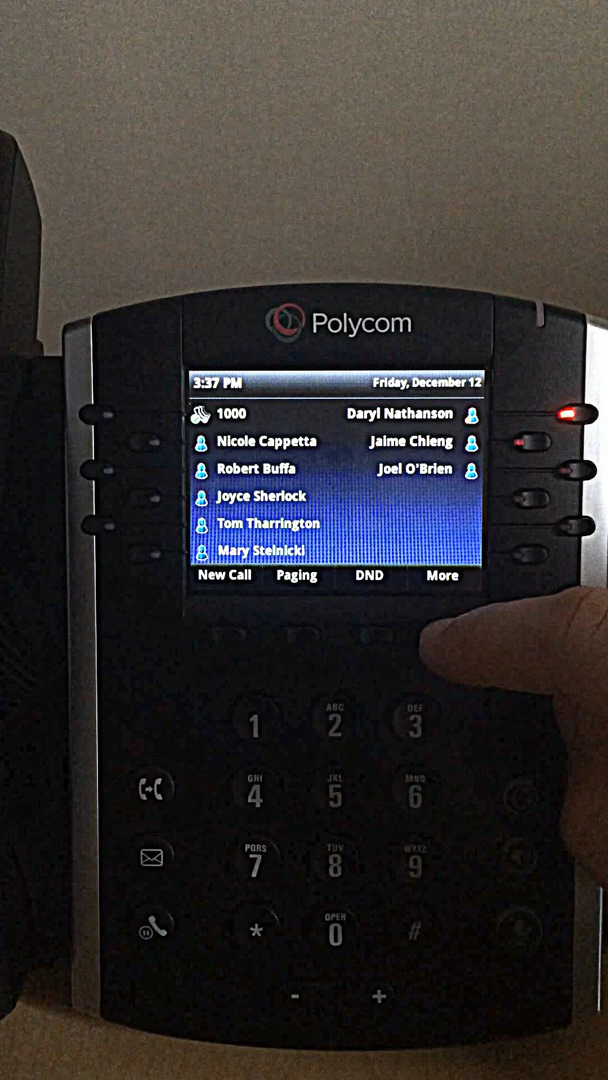 Polycom
3:37 PM Friday, December 12
1000 Daryl Nathanson
Nicole Cappetta Jaime Chieng
Robert Buffa Joel O'Brien
Joyce Sherlock
Tom Tharrington
Mary Steinicki
New Call Paging DND More
1 ABC 2 DEF 3
GHI 4 JKL 5 MNO 6
PQRS 7 TUV 8 WXYZ 9
* OPER 0 #
- +